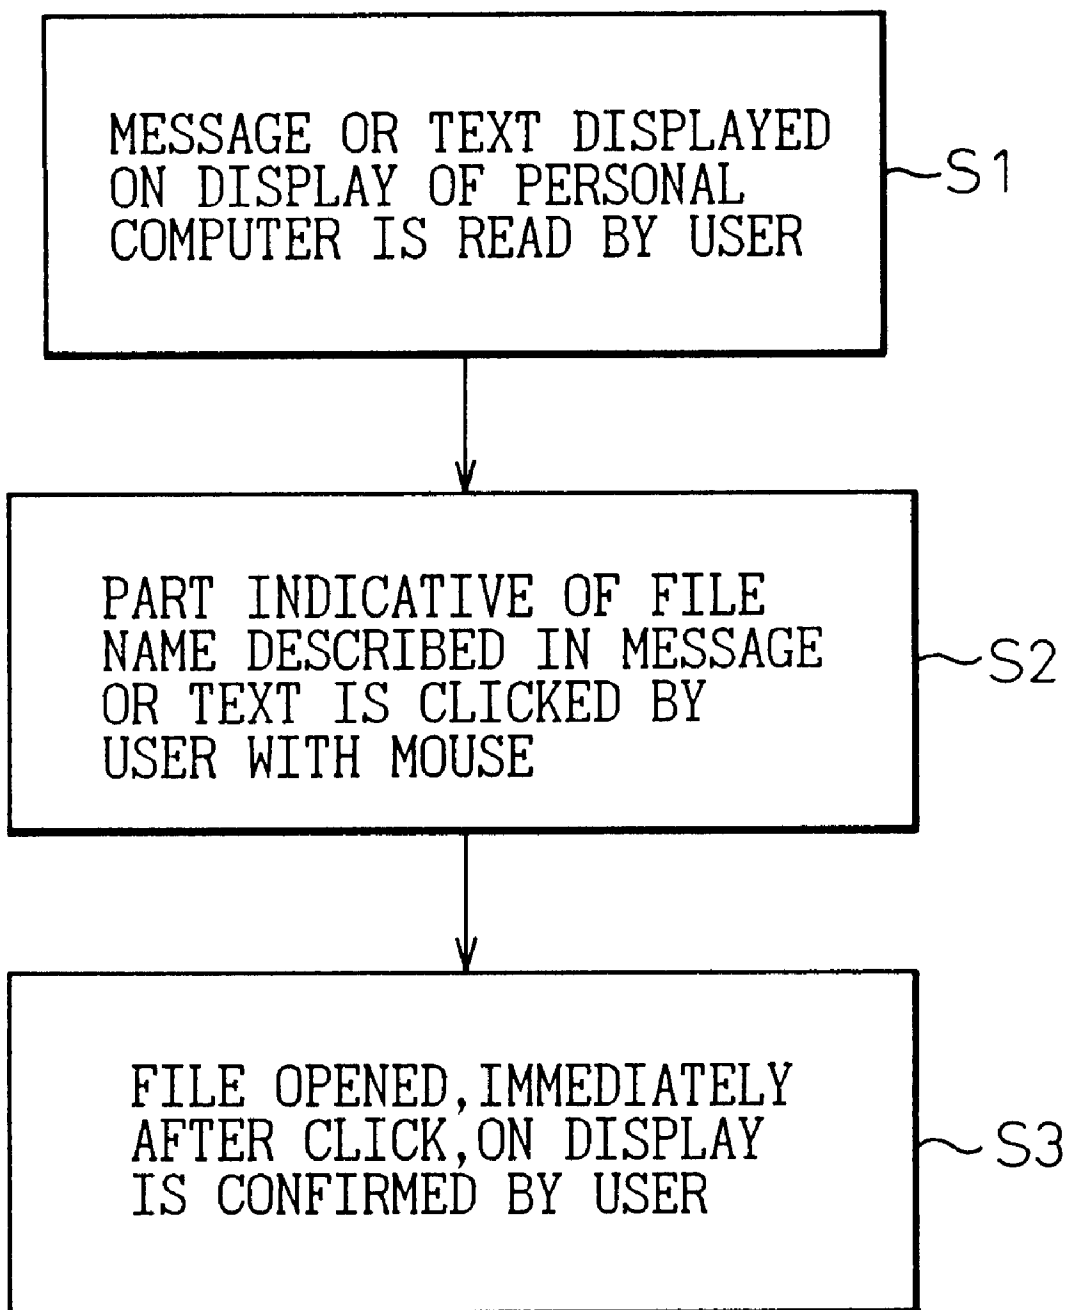 MESSAGE OR TEXT DISPLAYED
ON DISPLAY OF PERSONAL
COMPUTER IS READ BY USER
S1
PART INDICATIVE OF FILE
NAME DESCRIBED IN MESSAGE
OR TEXT IS CLICKED BY
USER WITH MOUSE
S2
FILE OPENED,IMMEDIATELY
AFTER CLICK,ON DISPLAY
IS CONFIRMED BY USER
S3